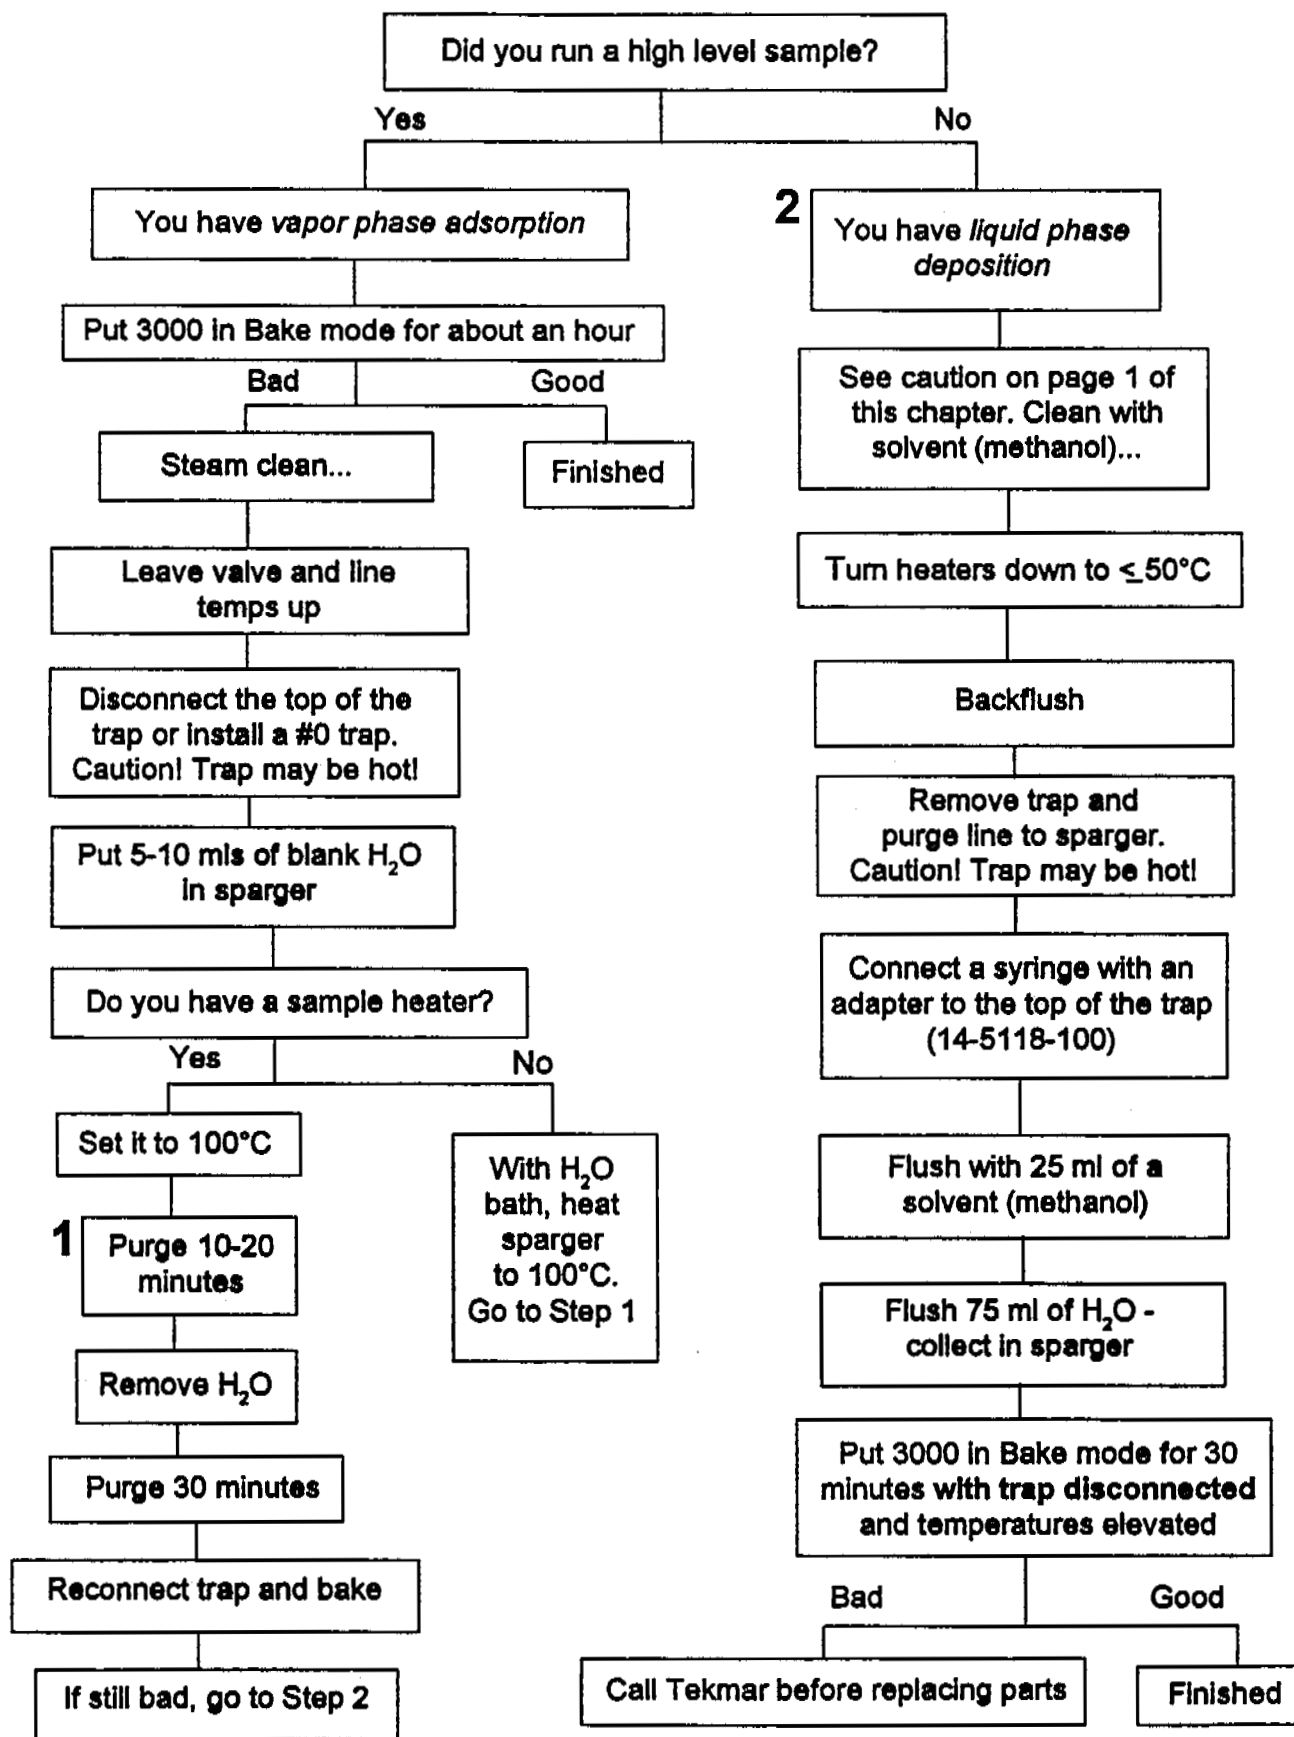 Did you run a high level sample?
Yes
No
You have vapor phase adsorption
Put 3000 in Bake mode for about an hour
Bad
Good
Steam clean...
Finished
Leave valve and line
temps up
Disconnect the top of the
trap or install a #0 trap.
Caution! Trap may be hot!
Put 5-10 mls of blank H₂O
in sparger
Do you have a sample heater?
Yes
No
Set it to 100°C
With H₂O
bath, heat
sparger
to 100°C.
Go to Step 1
1
Purge 10-20
minutes
Remove H₂O
Purge 30 minutes
Reconnect trap and bake
If still bad, go to Step 2
2
You have liquid phase
deposition
See caution on page 1 of
this chapter. Clean with
solvent (methanol)...
Turn heaters down to ≤50°C
Backflush
Remove trap and
purge line to sparger.
Caution! Trap may be hot!
Connect a syringe with an
adapter to the top of the trap
(14-5118-100)
Flush with 25 ml of a
solvent (methanol)
Flush 75 ml of H₂O -
collect in sparger
Put 3000 in Bake mode for 30
minutes with trap disconnected
and temperatures elevated
Bad
Good
Call Tekmar before replacing parts
Finished